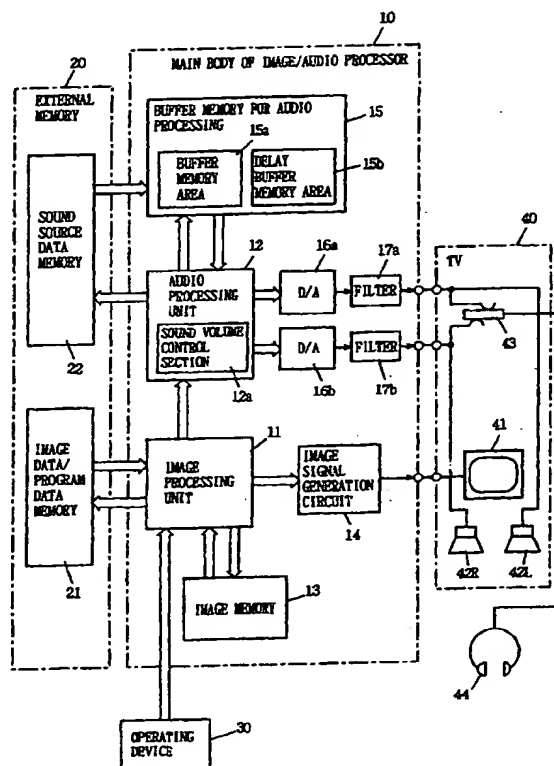 10
MAIN BODY OF IMAGE/AUDIO PROCESSOR
20
EXTERNAL
MEMORY
BUFFER MEMORY FOR AUDIO
PROCESSING
15
15a
BUFFER
MEMORY
AREA
DELAY
BUFFER
MEMORY AREA
15b
SOUND
SOURCE
DATA
MEMORY
22
12
AUDIO
PROCESSING
UNIT
SOUND VOLUME
CONTROL
SECTION
12a
16a
D/A
17a
FILTER
D/A
16b
FILTER
17b
40
TV
43
41
42R
42L
44
IMAGE DATA/
PROGRAM DATA
MEMORY
21
11
IMAGE
PROCESSING
UNIT
IMAGE
SIGNAL
GENERATION
CIRCUIT
14
IMAGE MEMORY
13
30
OPERATING
DEVICE